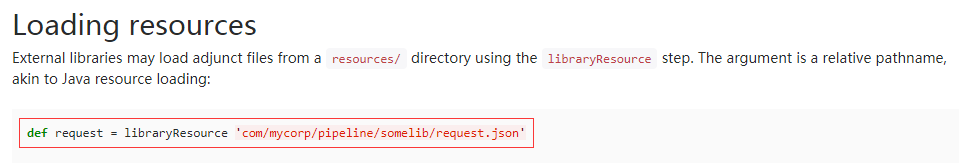 Loading resources
External libraries may load adjunct files from a resources/ directory using the libraryResource step. The argument is a relative pathname,
akin to Java resource loading:
def request = libraryResource 'com/mycorp/pipeline/somelib/request.json'